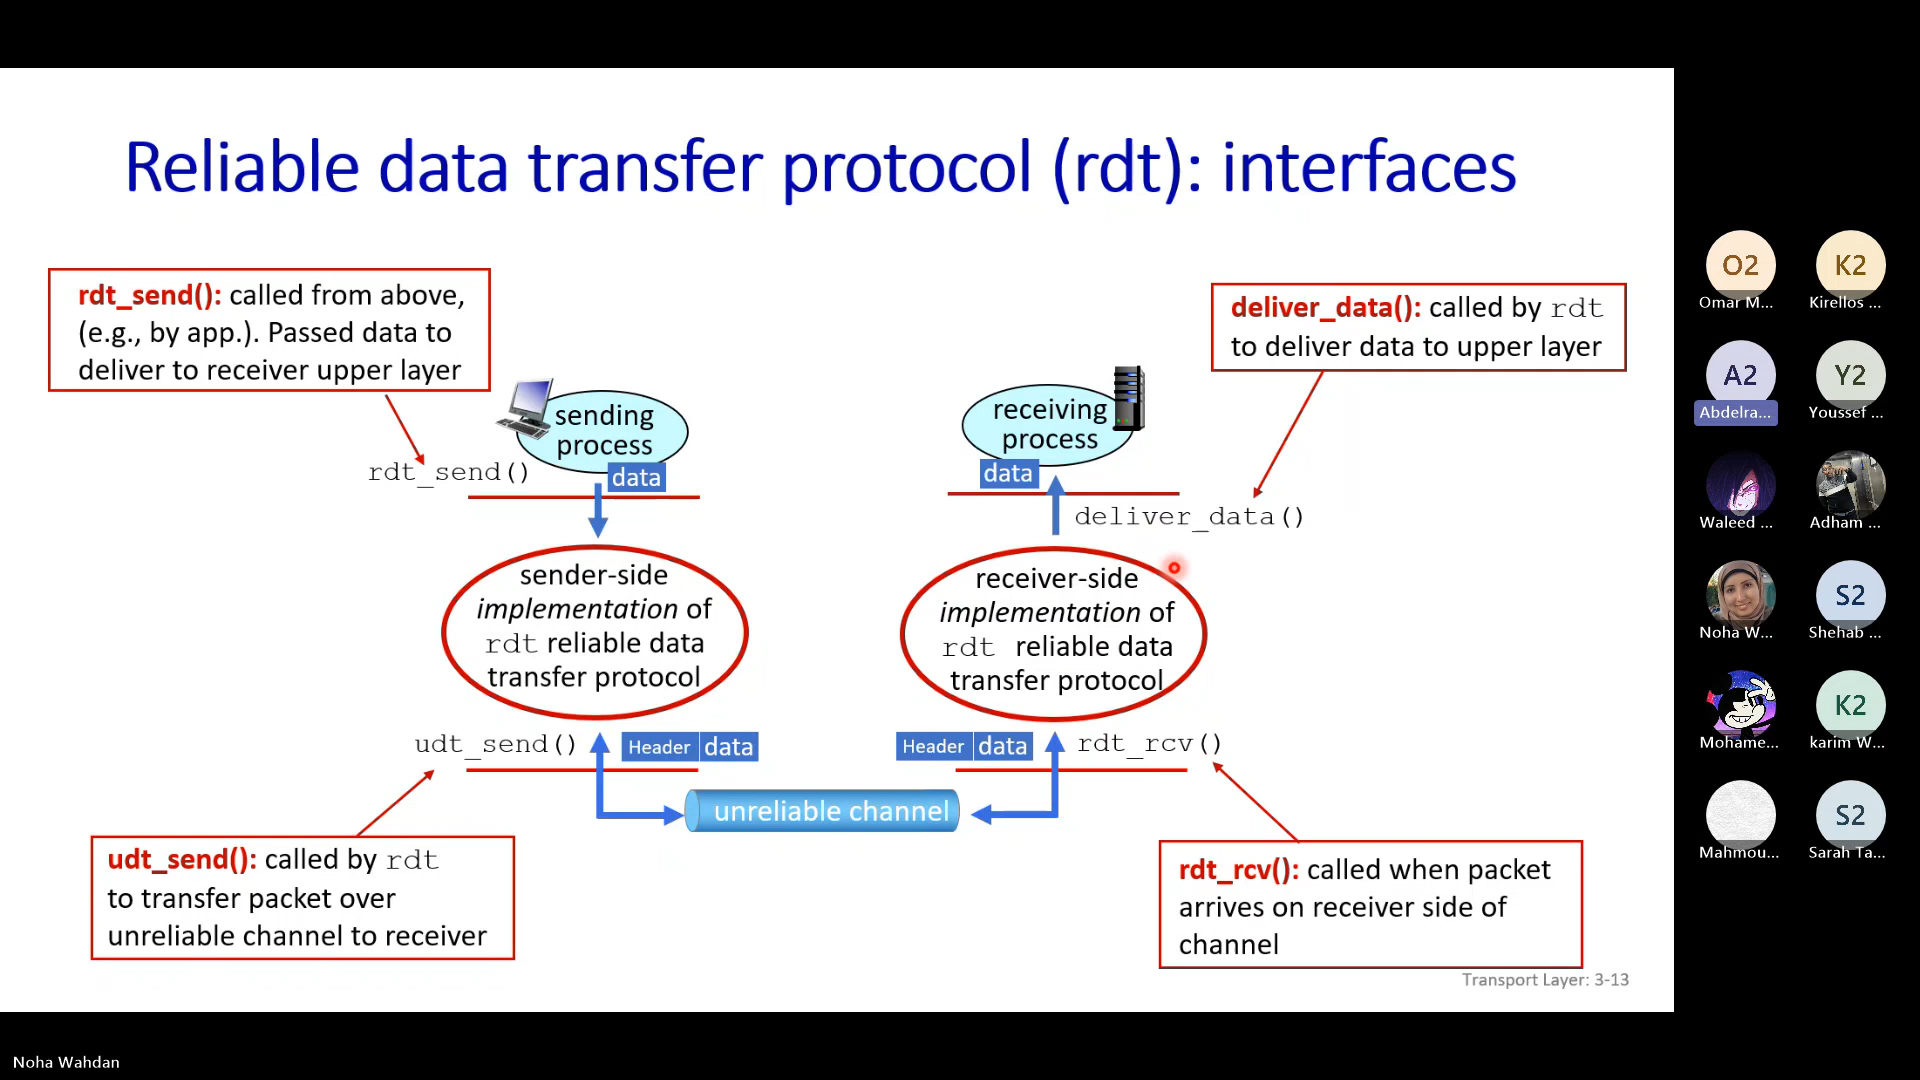 Reliable data transfer protocol (rdt): interfaces
rdt_send(): called from above,
(e.g., by app.). Passed data to
deliver to receiver upper layer
deliver_data(): called by rdt
to deliver data to upper layer
sending
process
data
rdt_send()
receiving
process
data
deliver_data()
sender-side
implementation of
rdt reliable data
transfer protocol
receiver-side
implementation of
rdt reliable data
transfer protocol
udt_send()
Header data
Header data
rdt_rcv()
unreliable channel
udt_send(): called by rdt
to transfer packet over
unreliable channel to receiver
rdt_rcv(): called when packet
arrives on receiver side of
channel
Transport Layer: 3-13
O2
Omar M...
K2
Kirellos ...
A2
Abdelra...
Y2
Youssef ...
Waleed ...
Adham ...
Noha W...
S2
Shehab ...
Mohame...
K2
karim W...
Mahmou...
S2
Sarah Ta...
Noha Wahdan